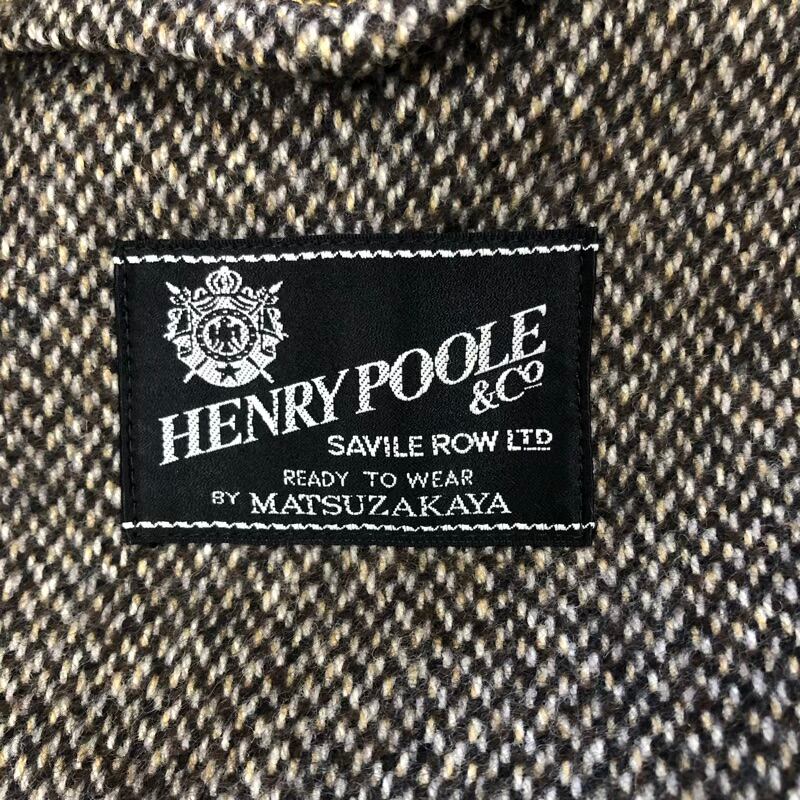 HENRY POOLE
& Co
SAVILE ROW LTD
READY TO WEAR
BY MATSUZAKAYA